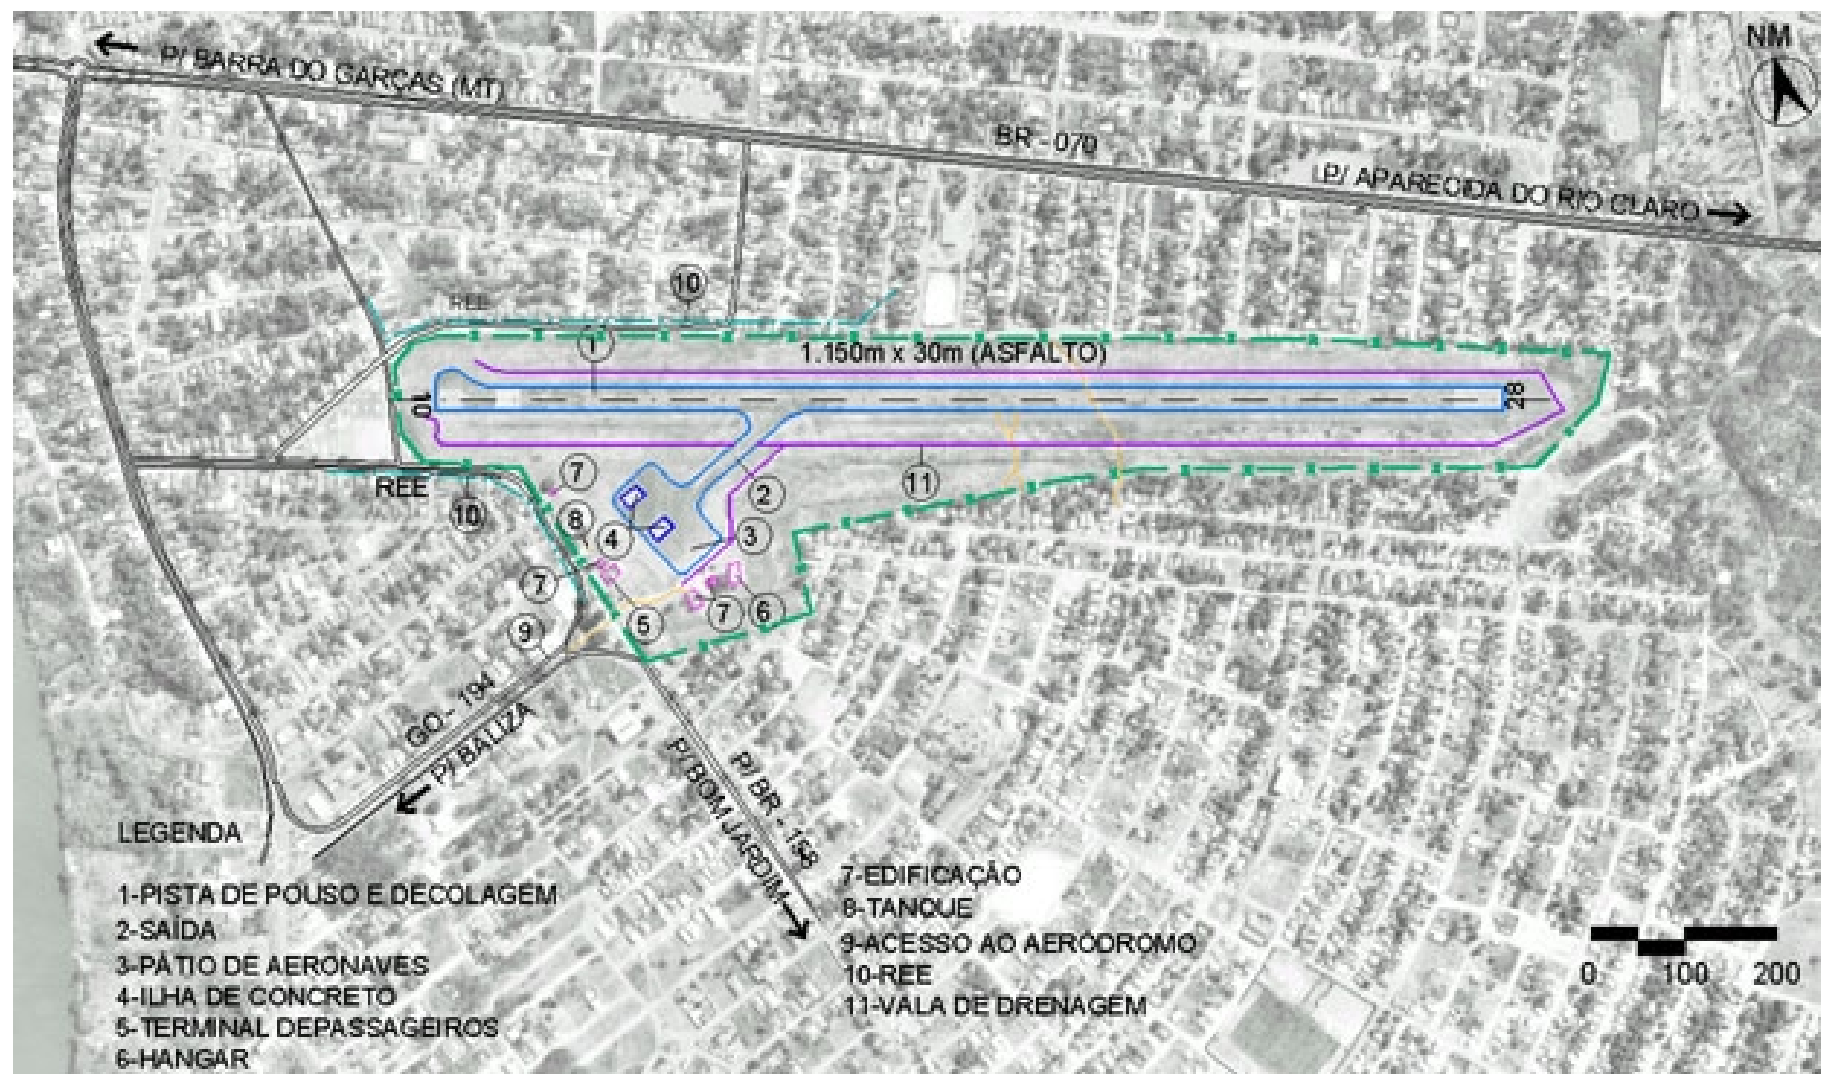 NM
P/ BARRA DO GARÇAS (MT)
BR - 070
P/ APARECIDA DO RIO CLARO
REE
10
1
1.150m x 30m (ASFALTO)
10
28
7
REE
10
11
2
8
4
3
7
7
6
5
9
GO - 194
P/ BALIZA
P/ BR - 158
P/ BOM JARDIM
LEGENDA
1-PISTA DE POUSO E DECOLAGEM
2-SAÍDA
3-PÁTIO DE AERONAVES
4-ILHA DE CONCRETO
5-TERMINAL DEPASSAGEIROS
6-HANGAR
7-EDIFICAÇÃO
8-TANQUE
9-ACESSO AO AERÓDROMO
10-REE
11-VALA DE DRENAGEM
0 100 200